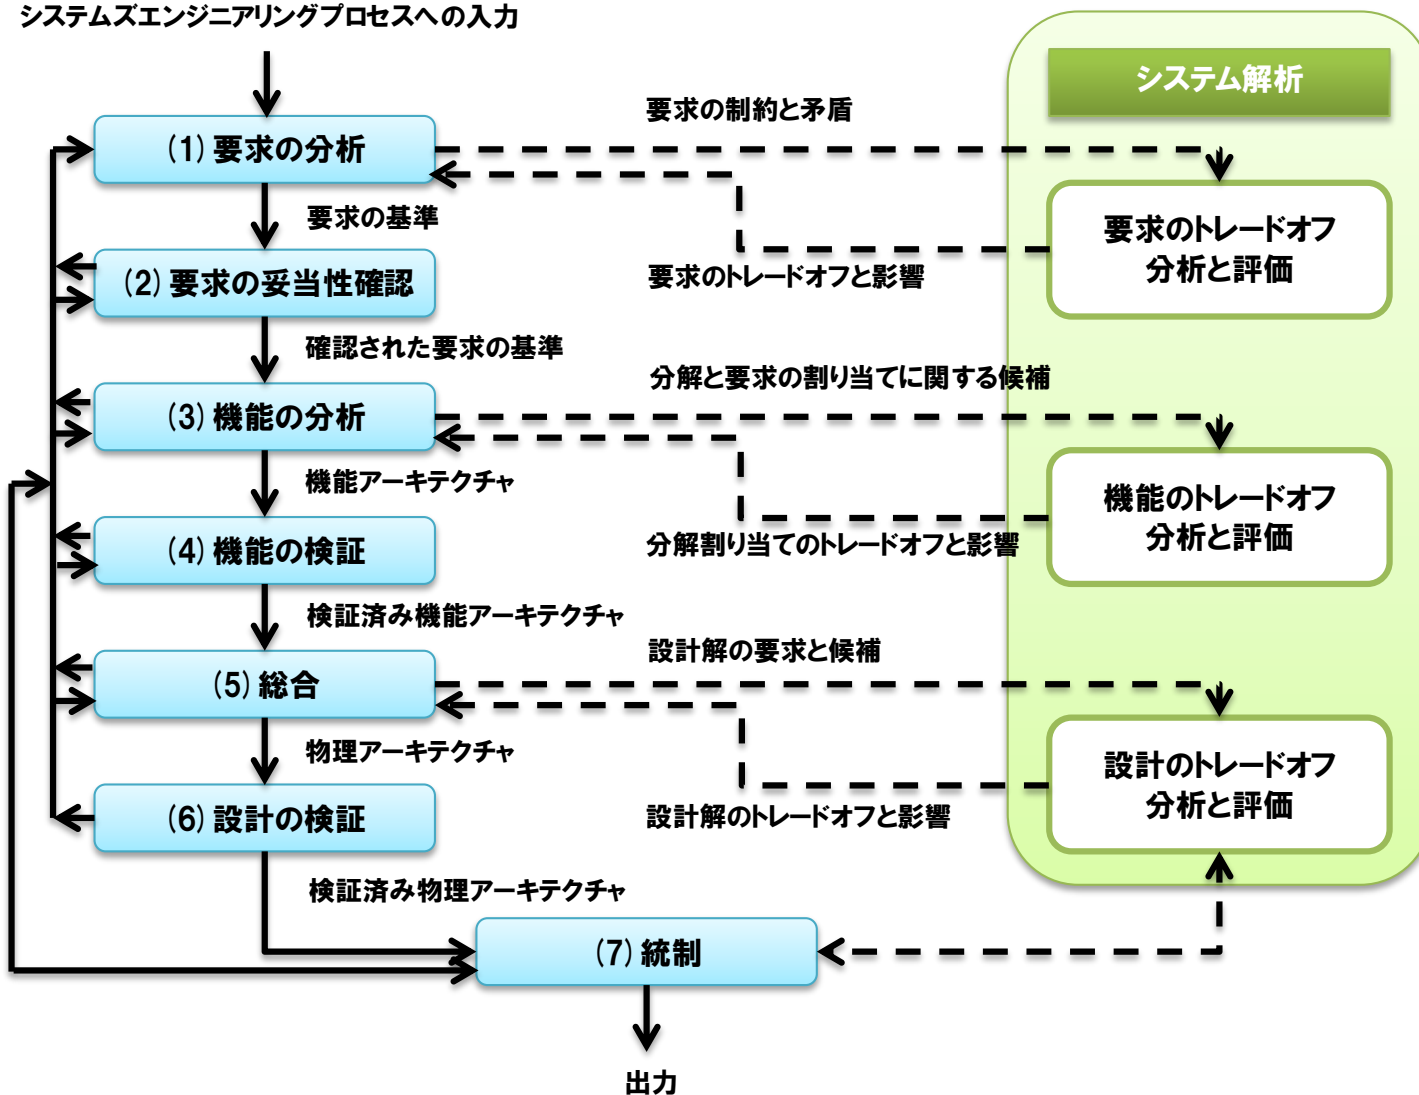 システムズエンジニアリングプロセスへの入力
システム解析
要求の制約と矛盾
(1) 要求の分析
要求の基準
要求のトレードオフ
分析と評価
要求のトレードオフと影響
(2) 要求の妥当性確認
確認された要求の基準
分解と要求の割り当てに関する候補
(3) 機能の分析
機能アーキテクチャ
機能のトレードオフ
分析と評価
分解割り当てのトレードオフと影響
(4) 機能の検証
検証済み機能アーキテクチャ
設計解の要求と候補
(5) 総合
物理アーキテクチャ
設計のトレードオフ
分析と評価
設計解のトレードオフと影響
(6) 設計の検証
検証済み物理アーキテクチャ
(7) 統制
出力